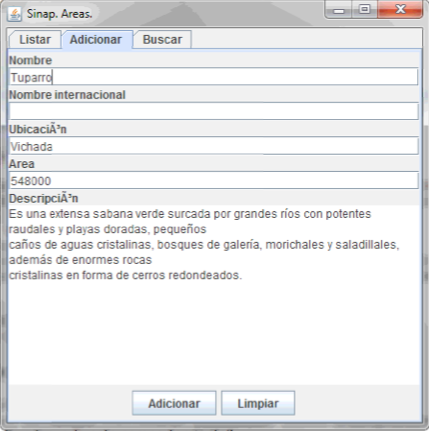 Sinap. Areas.
Listar Adicionar Buscar
Nombre
Tuparro
Nombre internacional
UbicaciÃ³n
Vichada
Area
548000
DescripciÃ³n
Es una extensa sabana verde surcada por grandes ríos con potentes
raudales y playas doradas, pequeños
caños de aguas cristalinas, bosques de galería, morichales y saladillales,
además de enormes rocas
cristalinas en forma de cerros redondeados.
Adicionar Limpiar